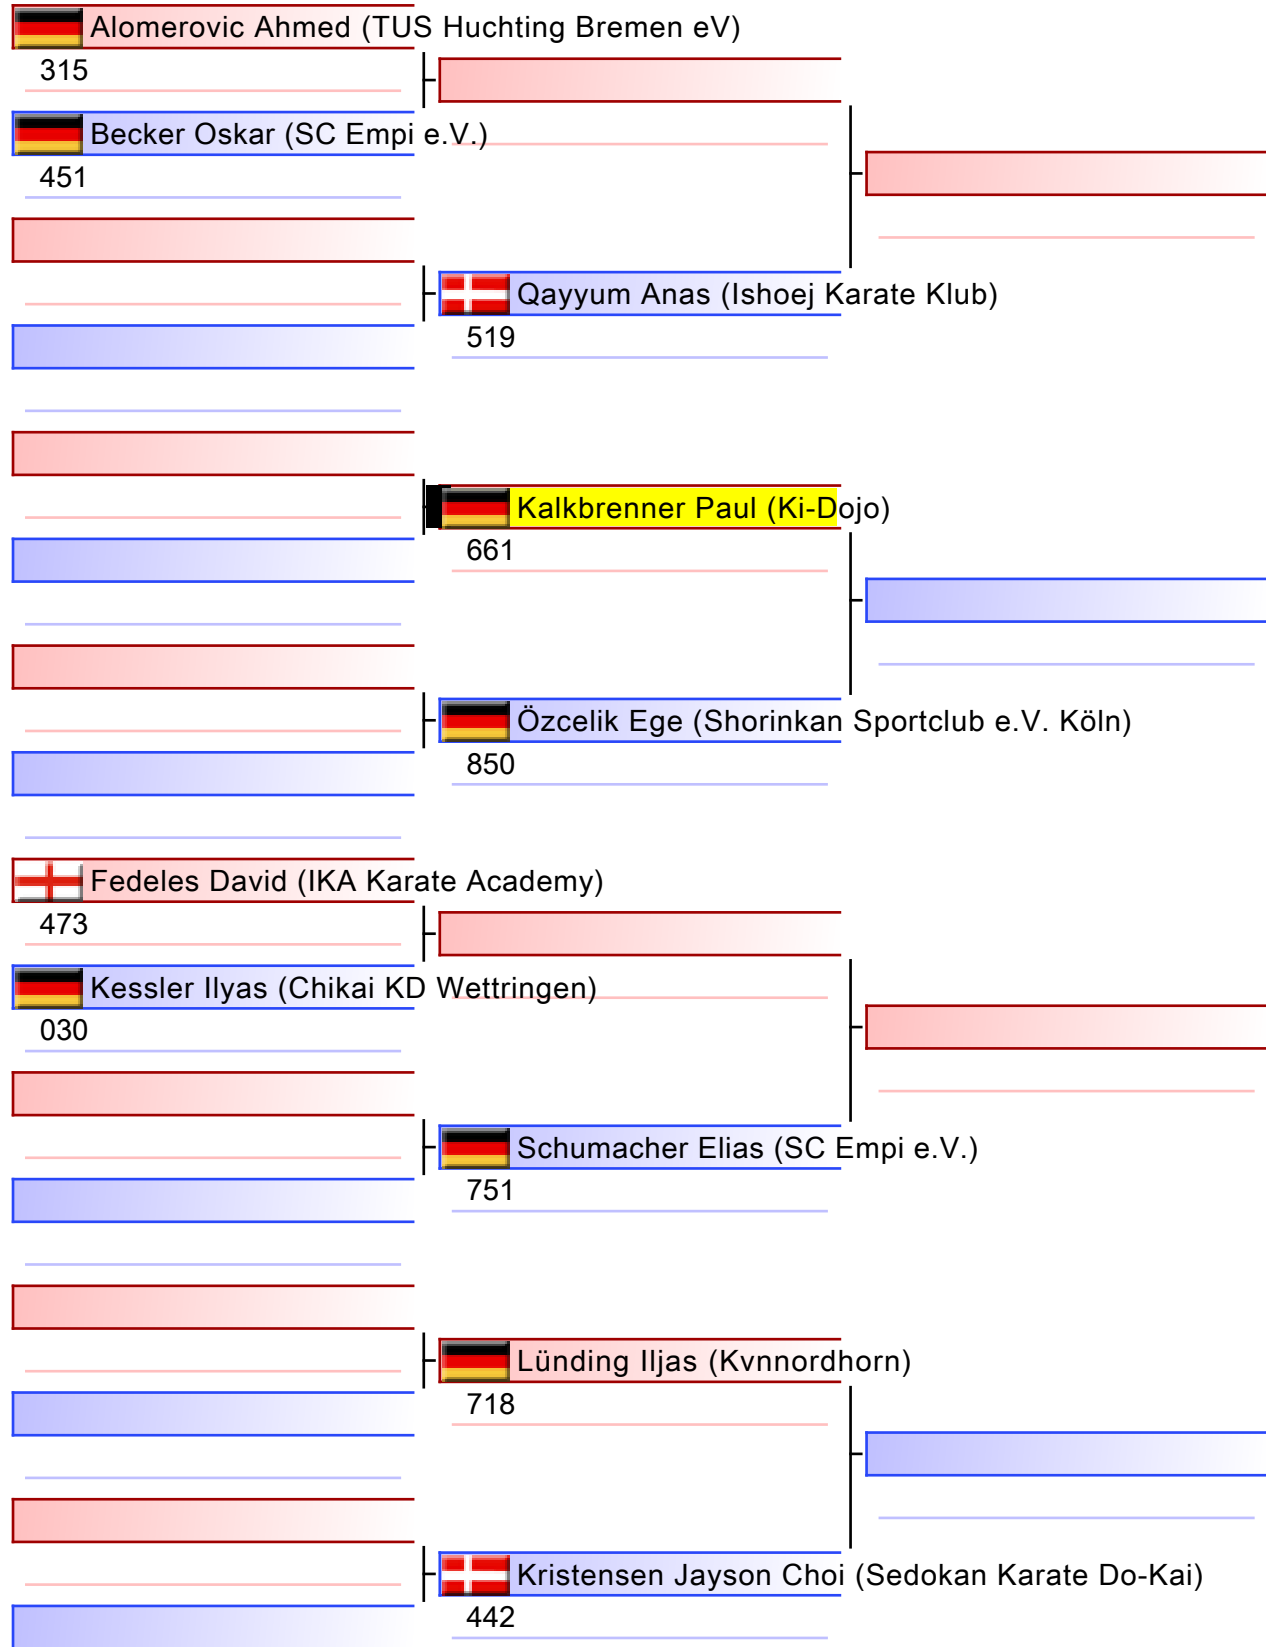 Alomerovic Ahmed (TUS Huchting Bremen eV)
315
Becker Oskar (SC Empi e.V.)
451
Qayyum Anas (Ishoej Karate Klub)
519
Kalkbrenner Paul (Ki-Dojo)
661
Özcelik Ege (Shorinkan Sportclub e.V. Köln)
850
Fedeles David (IKA Karate Academy)
473
Kessler Ilyas (Chikai KD Wettringen)
030
Schumacher Elias (SC Empi e.V.)
751
Lünding Iljas (Kvnnordhorn)
718
Kristensen Jayson Choi (Sedokan Karate Do-Kai)
442